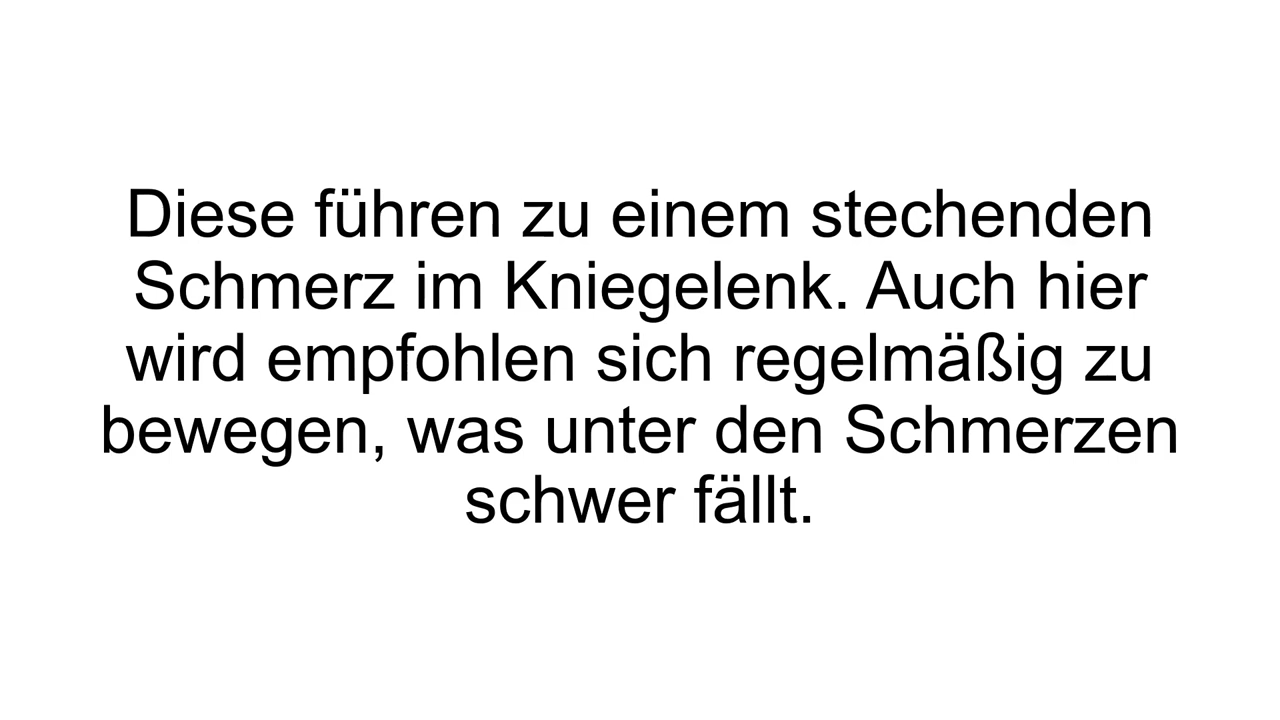 Diese führen zu einem stechenden
Schmerz im Kniegelenk. Auch hier
wird empfohlen sich regelmäßig zu
bewegen, was unter den Schmerzen
schwer fällt.